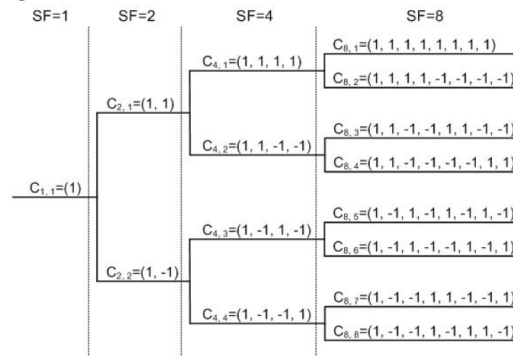 SF=1 SF=2 SF=4 SF=8
C8,1=(1, 1, 1, 1, 1, 1, 1, 1)
C4,1=(1, 1, 1, 1)
C8,2=(1, 1, 1, 1, -1, -1, -1, -1)
C2,1=(1, 1)
C8,3=(1, 1, -1, -1, 1, 1, -1, -1)
C4,2=(1, 1, -1, -1)
C8,4=(1, 1, -1, -1, -1, -1, 1, 1)
C1,1=(1)
C8,5=(1, -1, 1, -1, 1, -1, 1, -1)
C4,3=(1, -1, 1, -1)
C8,6=(1, -1, 1, -1, -1, 1, -1, 1)
C2,2=(1, -1)
C8,7=(1, -1, -1, 1, 1, -1, -1, 1)
C4,4=(1, -1, -1, 1)
C8,8=(1, -1, -1, 1, -1, 1, 1, -1)